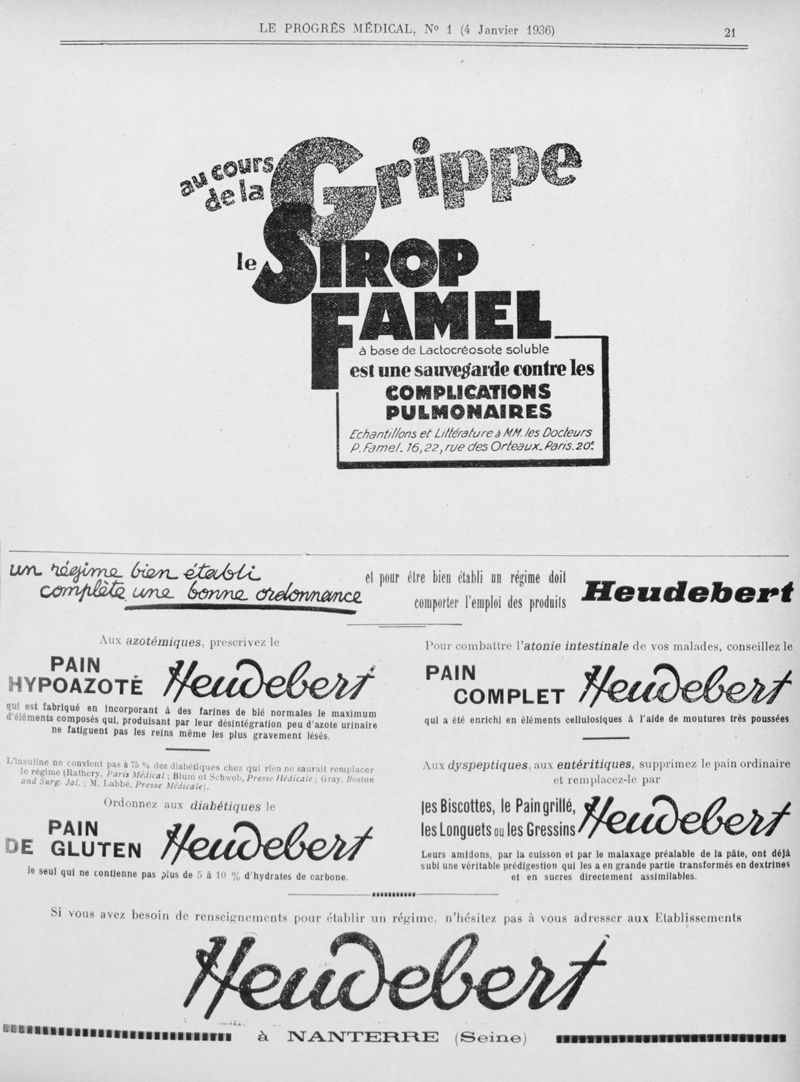 LE PROGRÈS MÉDICAL, No 1 (4 Janvier 1936)
21
au cours
de la Grippe
le SIROP
FAMEL
à base de Lactocréosote soluble
est une sauvegarde contre les
COMPLICATIONS
PULMONAIRES
Echantillons et Littérature à MM. les Docteurs
P. Famel. 16,22, rue des Orteaux. Paris. 20e.
un régime bien établi
complète une bonne ordonnance
et pour être bien établi un régime doit
comporter l'emploi des produits
Heudebert
Aux azotémiques, prescrivez le
PAIN
HYPOAZOTÉ Heudebert
qui est fabriqué en incorporant à des farines de blé normales le maximum
d'éléments composés qui, produisant par leur désintégration peu d'azote urinaire
ne fatiguent pas les reins même les plus gravement lésés.
L'insuline ne convient pas à 75 % des diabétiques chez qui rien ne saurait remplacer
le régime (Rathery, Paris Médical ; Blum et Schwob, Presse Médicale ; Gray, Boston
and Surg. Jal. ; M. Labbé, Presse Médicale).
Ordonnez aux diabétiques le
PAIN
DE GLUTEN Heudebert
le seul qui ne contienne pas plus de 5 à 10 % d'hydrates de carbone.
Pour combattre l'atonie intestinale de vos malades, conseillez le
PAIN
COMPLET Heudebert
qui a été enrichi en éléments cellulosiques à l'aide de moutures très poussées
Aux dyspeptiques, aux entéritiques, supprimez le pain ordinaire
et remplacez-le par
les Biscottes, le Pain grillé,
les Longuets ou les Gressins Heudebert
Leurs amidons, par la cuisson et par le malaxage préalable de la pâte, ont déjà
subi une véritable prédigestion qui les a en grande partie transformés en dextrines
et en sucres directement assimilables.
Si vous avez besoin de renseignements pour établir un régime, n'hésitez pas à vous adresser aux Etablissements
Heudebert
à NANTERRE (Seine)